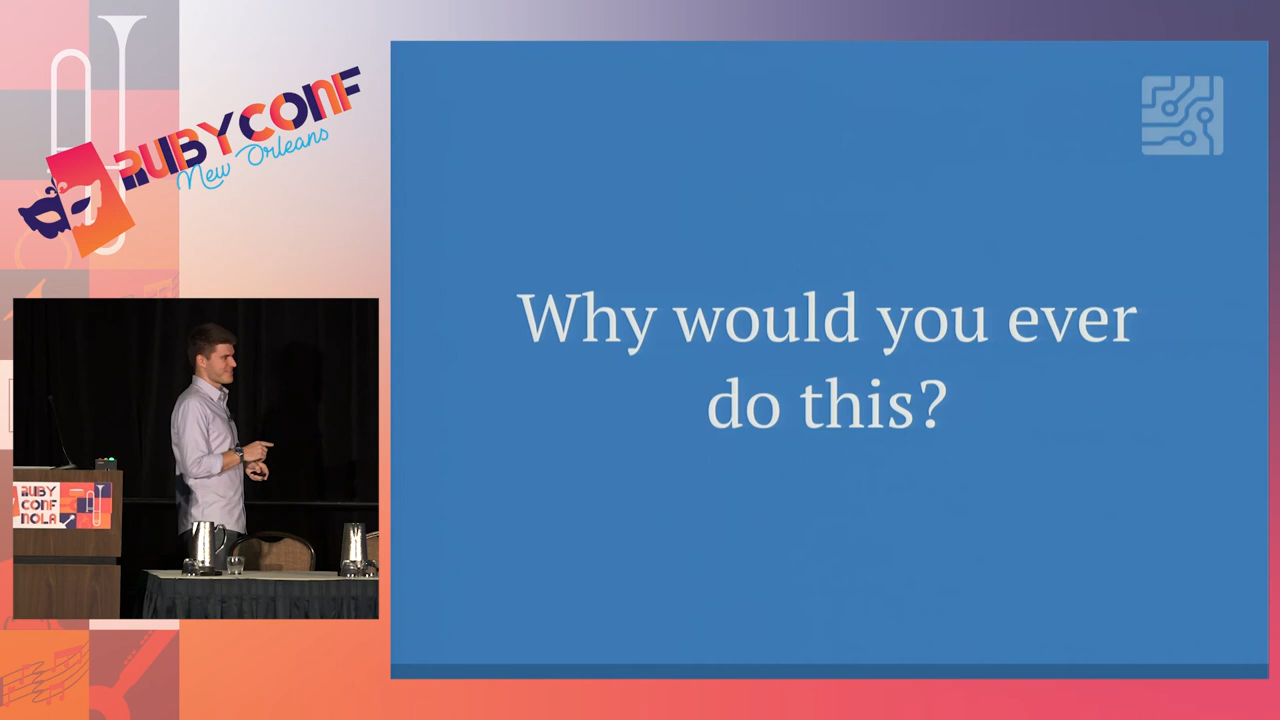 RUBYCONF
New Orleans
Why would you ever
do this?
RUBY
CONF
NOLA